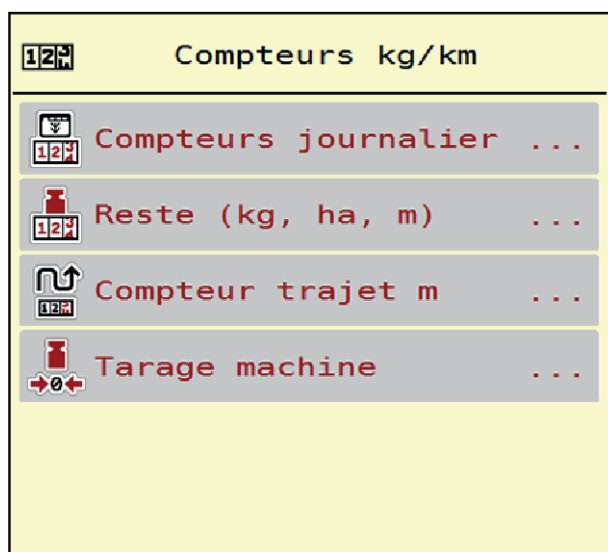 Compteurs kg/km
Compteurs journalier ...
Reste (kg, ha, m) ...
Compteur trajet m ...
Tarage machine ...